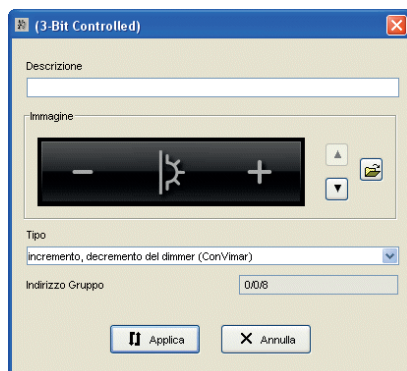 (3-Bit Controlled)
Descrizione
Immagine
Tipo
incremento, decremento del dimmer (ConVimar)
Indirizzo Gruppo 0/0/8
Applica Annulla